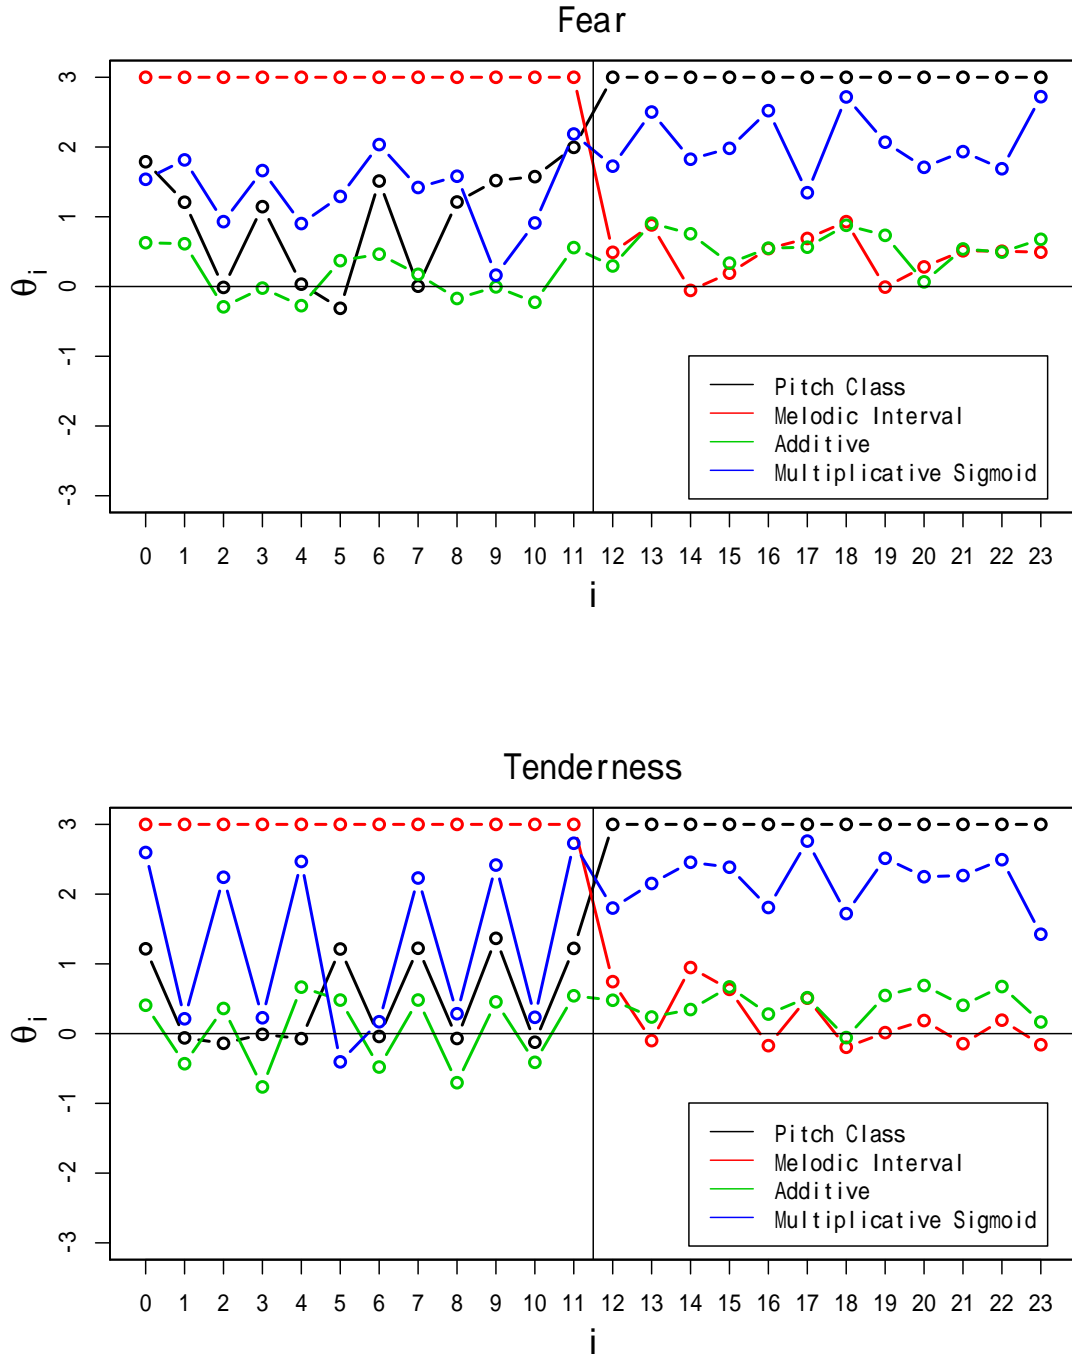 Fear
3
2
1
0
-1
-2
-3
θi
Pitch Class
Melodic Interval
Additive
Multiplicative Sigmoid
0 1 2 3 4 5 6 7 8 9 10 11 12 13 14 15 16 17 18 19 20 21 22 23
i
Tenderness
3
2
1
0
-1
-2
-3
θi
Pitch Class
Melodic Interval
Additive
Multiplicative Sigmoid
0 1 2 3 4 5 6 7 8 9 10 11 12 13 14 15 16 17 18 19 20 21 22 23
i